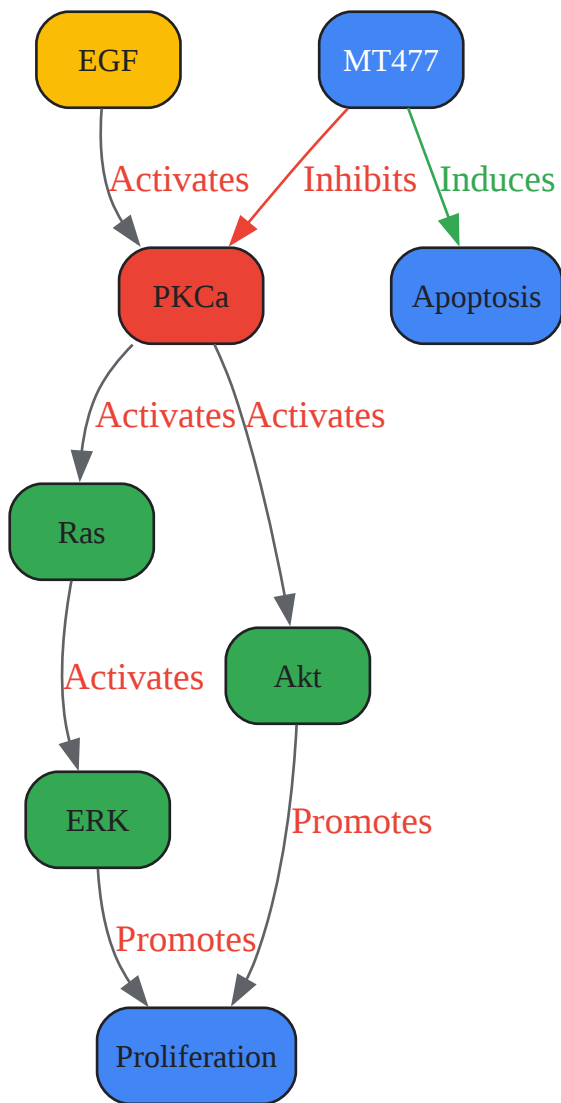 EGF
MT477
Activates
Inhibits
Induces
PKCa
Apoptosis
Activates
Activates
Ras
Activates
Akt
ERK
Promotes
Promotes
Proliferation